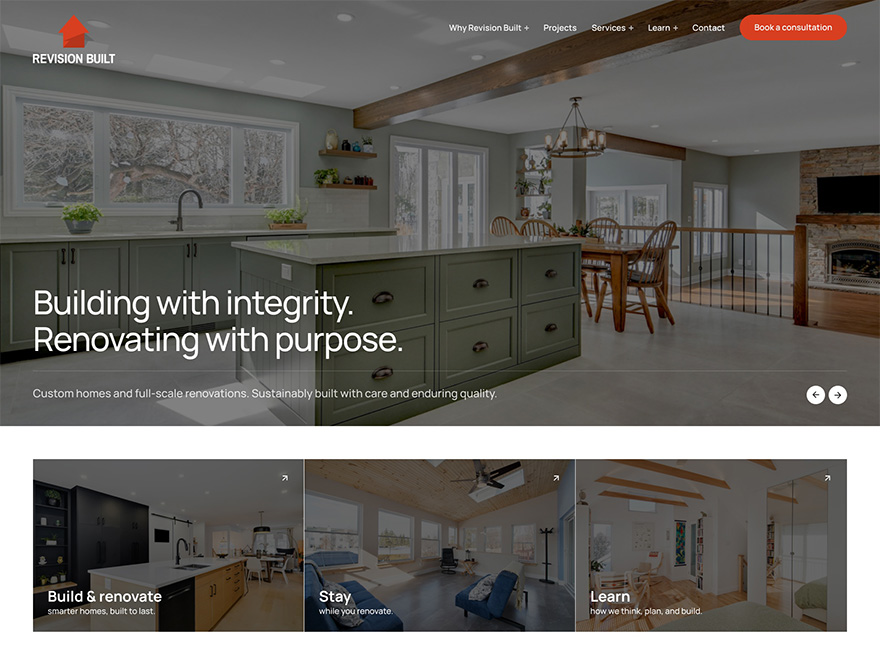 Why Revision Built +
Projects
Services +
Learn +
Contact
Book a consultation
REVISION BUILT
Building with integrity.
Renovating with purpose.
Custom homes and full-scale renovations. Sustainably built with care and enduring quality.
Build & renovate
smarter homes, built to last.
Stay
while you renovate.
Learn
how we think, plan, and build.